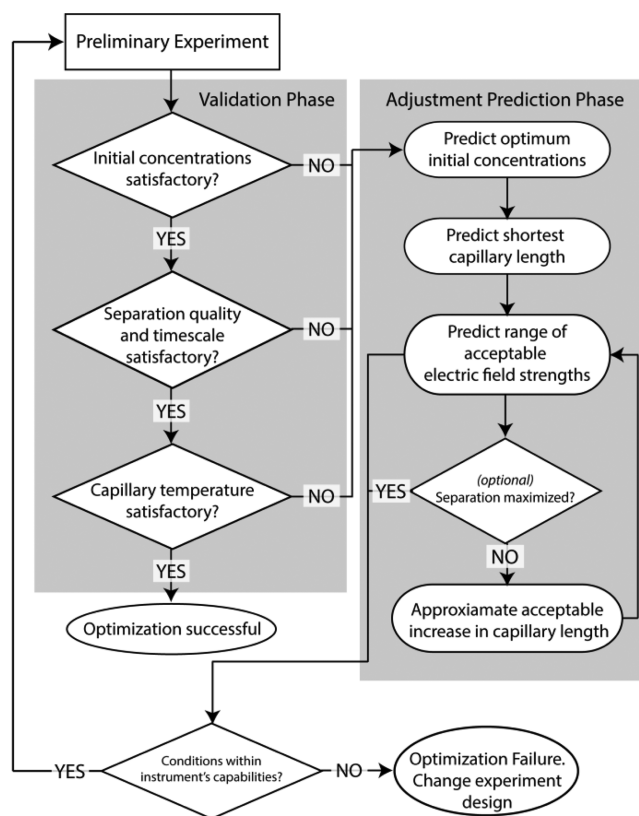 Preliminary Experiment
Validation Phase
Initial concentrations
satisfactory?
NO
YES
Separation quality
and timescale
satisfactory?
NO
YES
Capillary temperature
satisfactory?
NO
YES
Optimization successful
Adjustment Prediction Phase
Predict optimum
initial concentrations
Predict shortest
capillary length
Predict range of
acceptable
electric field strengths
(optional)
Separation maximized?
YES
NO
Approxiamate acceptable
increase in capillary length
Conditions within
instrument's capabilities?
YES
NO
Optimization Failure.
Change experiment
design